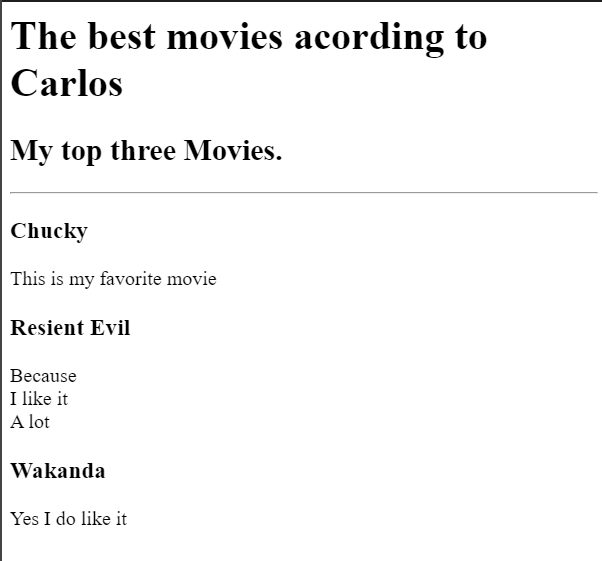 The best movies acording to
Carlos
My top three Movies.
Chucky
This is my favorite movie
Resient Evil
Because
I like it
A lot
Wakanda
Yes I do like it